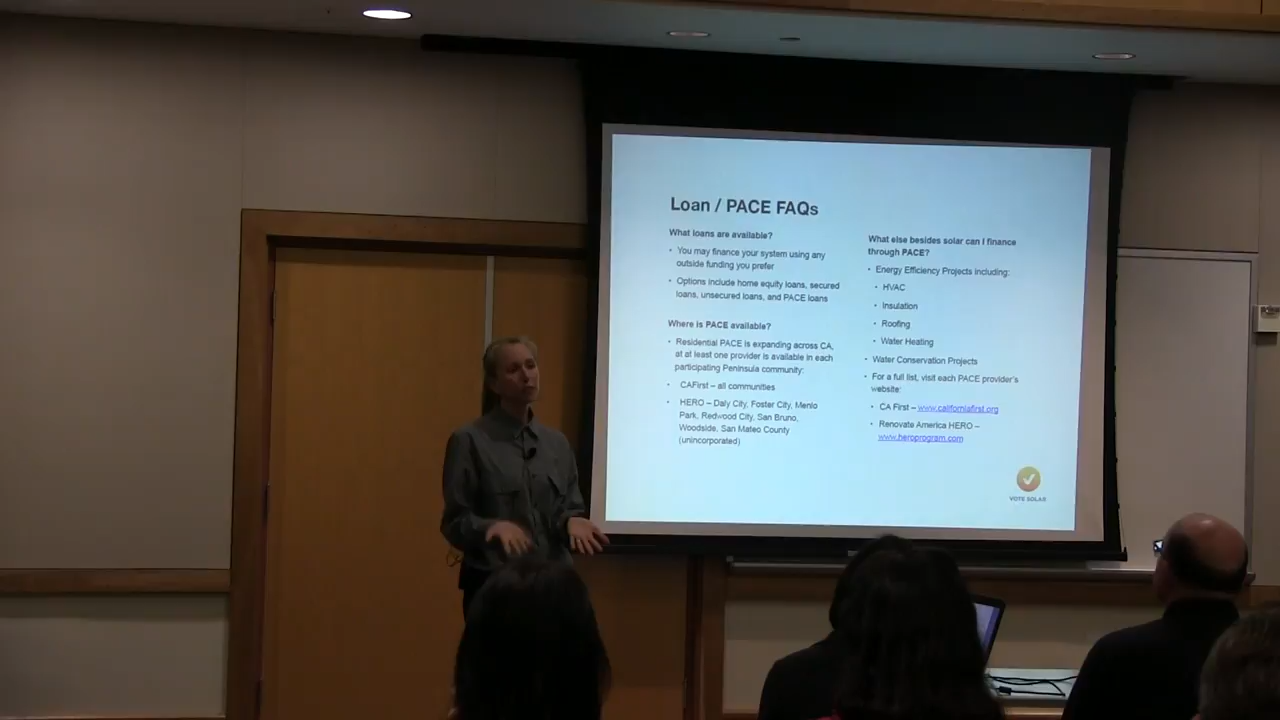 Loan / PACE FAQs
What loans are available?
• You may finance your system using any
outside funding you prefer
• Options include home equity loans, secured
loans, unsecured loans, and PACE loans
Where is PACE available?
• Residential PACE is expanding across CA,
at at least one provider is available in each
participating Peninsula community:
• CAFirst – all communities
• HERO – Daly City, Foster City, Menlo
Park, Redwood City, San Bruno,
Woodside, San Mateo County
(unincorporated)
What else besides solar can I finance
through PACE?
• Energy Efficiency Projects including:
• HVAC
• Insulation
• Roofing
• Water Heating
• Water Conservation Projects
• For a full list, visit each PACE provider's
website:
• CA First – www.californiafirst.org
• Renovate America HERO –
www.heroprogram.com
VOTE SOLAR